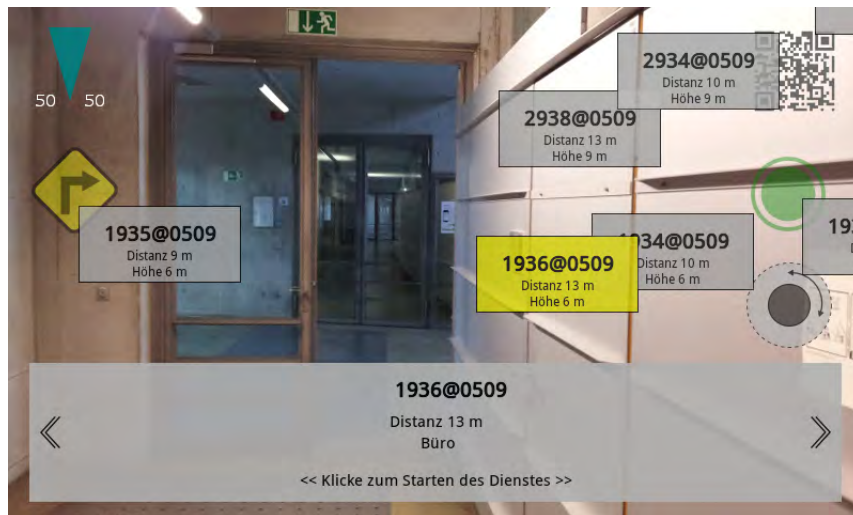 50 50
2934@0509
Distanz 10 m
Höhe 9 m
2938@0509
Distanz 13 m
Höhe 9 m
1935@0509
Distanz 9 m
Höhe 6 m
1936@0509
Distanz 13 m
Höhe 6 m
934@0509
Distanz 10 m
Höhe 6 m
1936@0509
Distanz 13 m
Büro
<< Klicke zum Starten des Dienstes >>